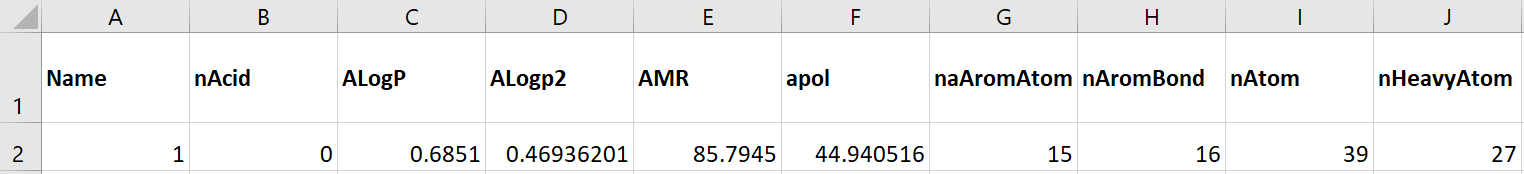 A B C D E F G H I J
1 Name nAcid ALogP ALogp2 AMR apol naAromAtom nAromBond nAtom nHeavyAtom
2 1 0 0.6851 0.46936201 85.7945 44.940516 15 16 39 27